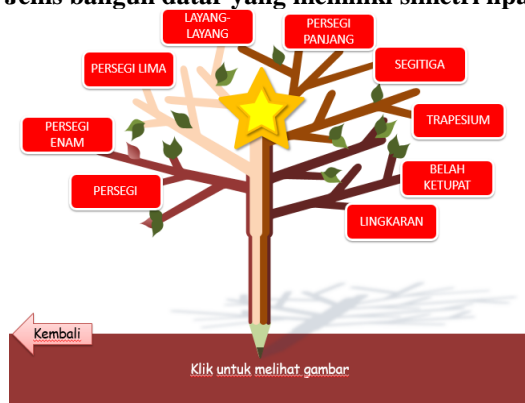 Jenis bangun datar yang memiliki simetri lipa
LAYANG-
LAYANG
PERSEGI
PANJANG
PERSEGI LIMA
SEGITIGA
PERSEGI
ENAM
TRAPESIUM
PERSEGI
BELAH
KETUPAT
LINGKARAN
Kembali
Klik untuk melihat gambar